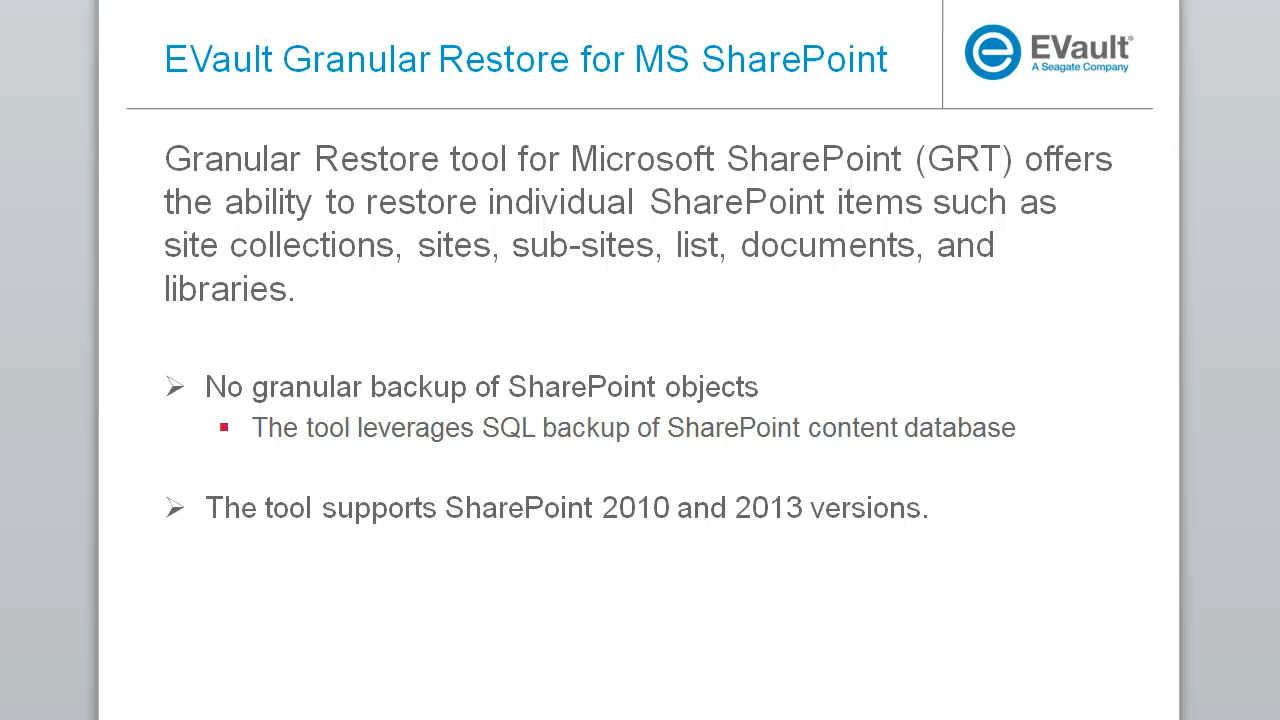 EVault Granular Restore for MS SharePoint
EVault®
A Seagate Company
Granular Restore tool for Microsoft SharePoint (GRT) offers
the ability to restore individual SharePoint items such as
site collections, sites, sub-sites, list, documents, and
libraries.
No granular backup of SharePoint objects
The tool leverages SQL backup of SharePoint content database
The tool supports SharePoint 2010 and 2013 versions.